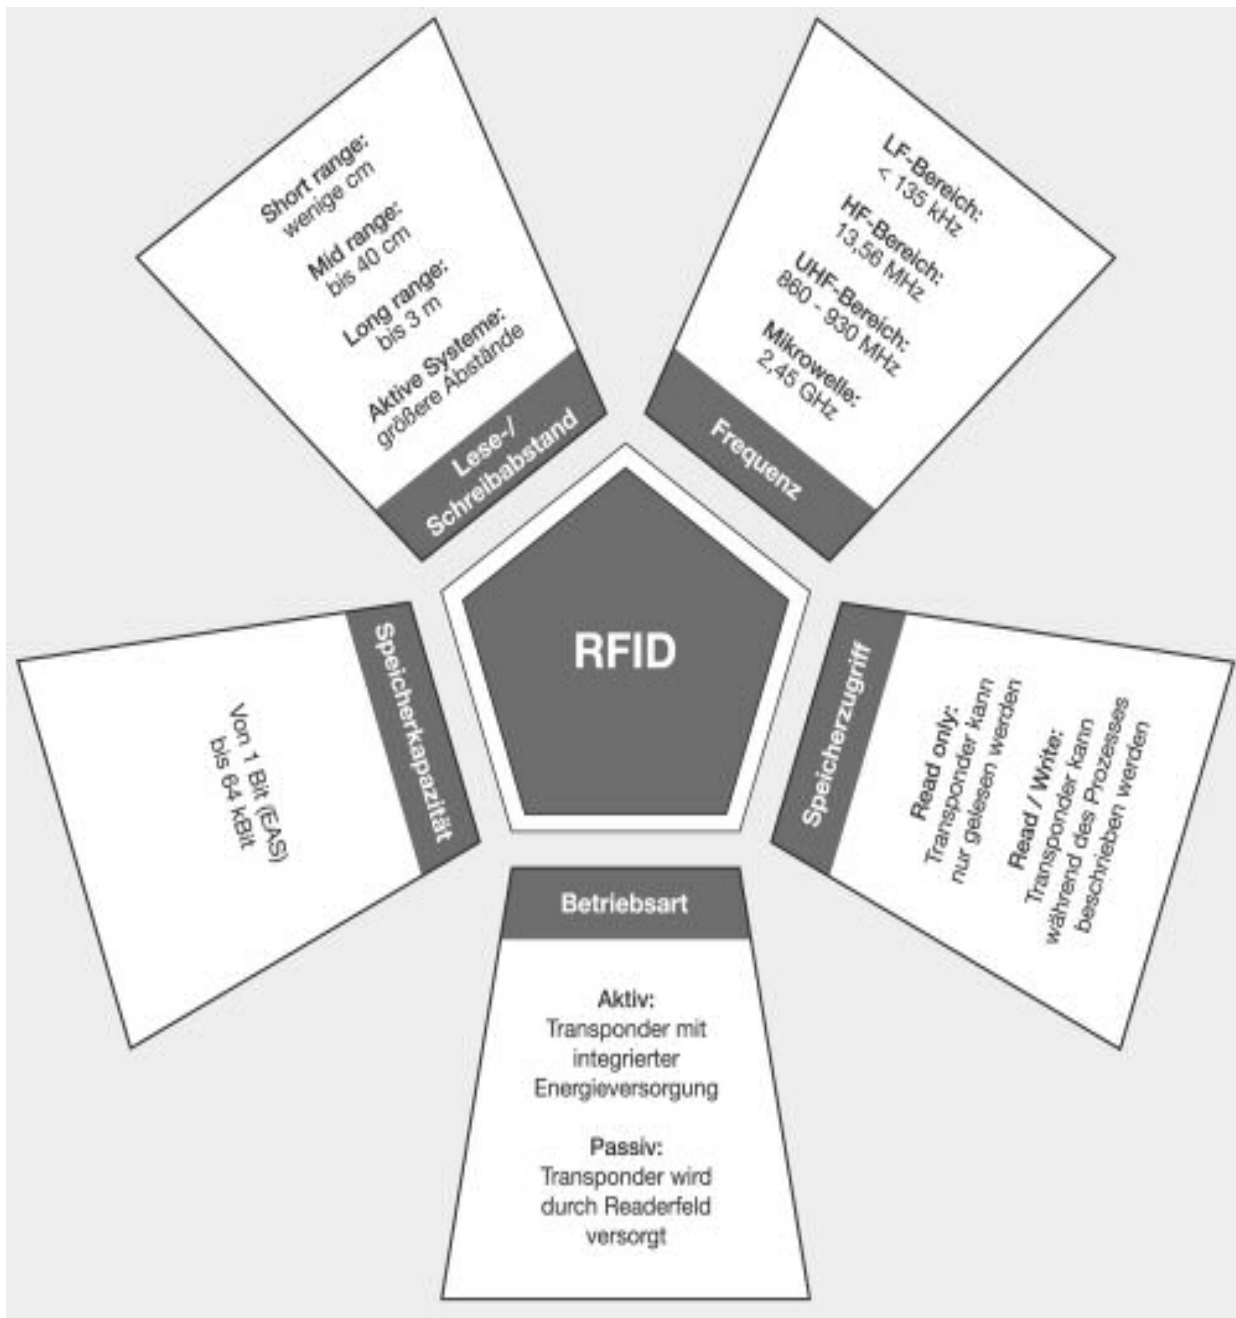 Short range:
wenige cm
Mid range:
bis 40 cm
Long range:
bis 3 m
Aktive Systeme:
größere Abstände
Lese-/
Schreibabstand
LF-Bereich:
< 135 kHz
HF-Bereich:
13,56 MHz
UHF-Bereich:
860 - 930 MHz
Mikrowelle:
2,45 GHz
Frequenz
RFID
Speicherkapazität
Von 1 Bit (EAS)
bis 64 kBit
Speicherzugriff
Read only:
Transponder kann
nur gelesen werden
Read / Write:
Transponder kann
während des Prozesses
beschrieben werden
Betriebsart
Aktiv:
Transponder mit
integrierter
Energieversorgung
Passiv:
Transponder wird
durch Readerfeld
versorgt